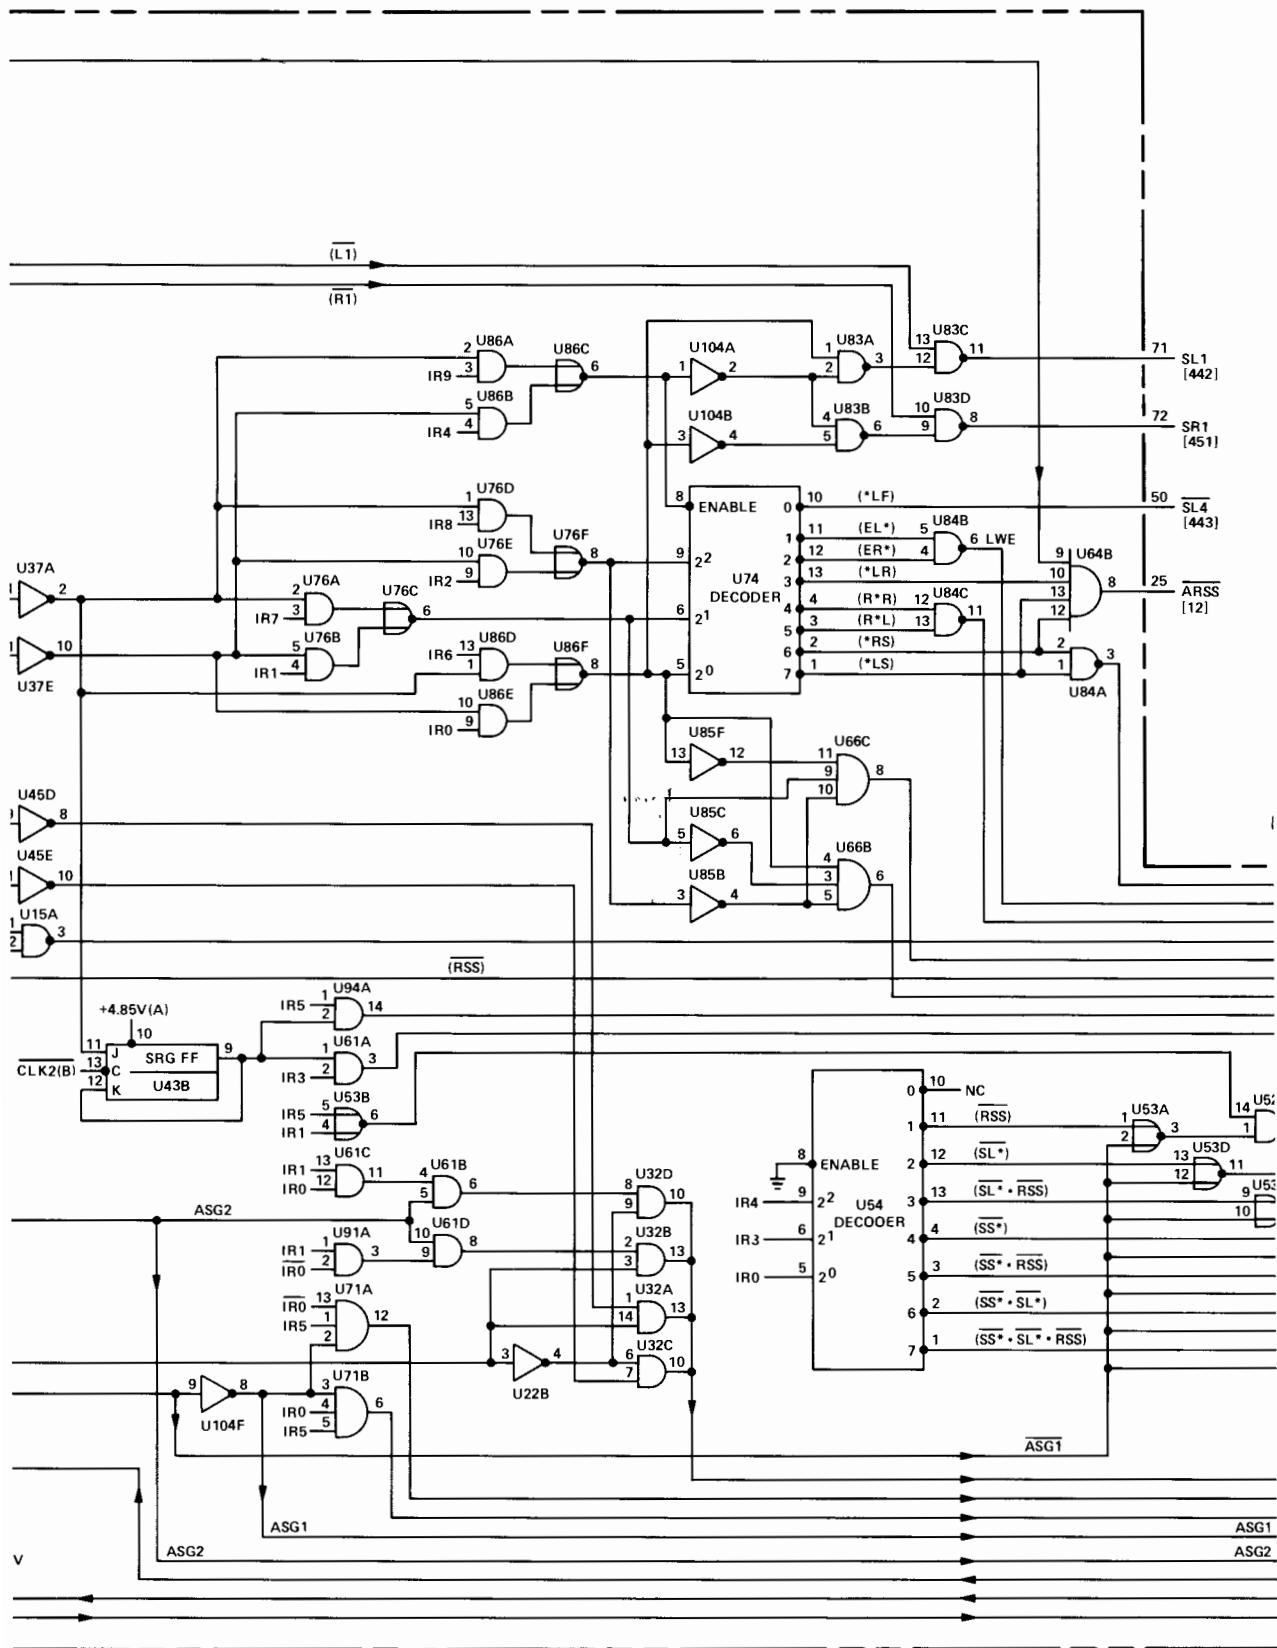 (L1)
(R1)
U86A
2
3
IR9
U86C
6
U86B
5
4
IR4
U104A
1
2
U83A
1
2
3
U83C
13
12
11
71
SL1
[442]
U104B
3
4
U83B
4
5
6
U83D
10
9
8
72
SR1
[451]
U76D
1
13
IR8
U76E
10
9
IR2
U76F
8
8
ENABLE
0
10
(*LF)
50
SL4
[443]
1
11
(EL*)
5
U84B
6
LWE
2
12
(ER*)
4
9
2²
3
13
(*LR)
U74
DECODER
9
U64B
10
13
12
8
25
ARSS
[12]
4
4
(R*R)
12
U84C
11
5
3
(R*L)
13
6
2¹
6
2
(*RS)
2
3
7
1
(*LS)
1
U84A
5
2⁰
U37A
2
U37E
10
U76A
2
3
IR7
U76C
6
U76B
5
4
IR1
U86D
IR6
13
1
U86F
8
U86E
10
9
IR0
U85F
13
12
U66C
11
9
10
8
U85C
5
6
U66B
4
3
5
6
U85B
3
4
U45D
8
U45E
10
U15A
1
2
3
(RSS)
U94A
IR5
1
2
14
+4.85V(A)
10
11
J
SRG FF
9
CLK2(B)
13
C
12
K
U43B
U61A
1
3
IR3
2
U53B
IR5
5
IR1
4
6
U61C
IR1
13
IR0
12
11
U61B
4
5
6
ASG2
U61D
10
9
8
U91A
IR1
1
IR0
2
3
U71A
IR0
13
IR5
1
2
12
U32D
8
9
10
U32B
2
3
13
U32A
1
14
13
U32C
6
7
10
3
4
U22B
9
8
U104F
U71B
3
IR0
4
IR5
5
6
0
10
NC
1
11
(RSS)
8
ENABLE
2
12
(SL*)
IR4
9
2²
3
13
(SL* • RSS)
U54
DECOOER
IR3
6
2¹
4
4
(SS*)
IR0
5
2⁰
5
3
(SS* • RSS)
6
2
(SS* • SL*)
7
1
(SS* • SL* • RSS)
U53A
1
2
3
14
1
U53D
13
12
11
9
10
ASG1
ASG1
ASG1
ASG2
ASG2
V